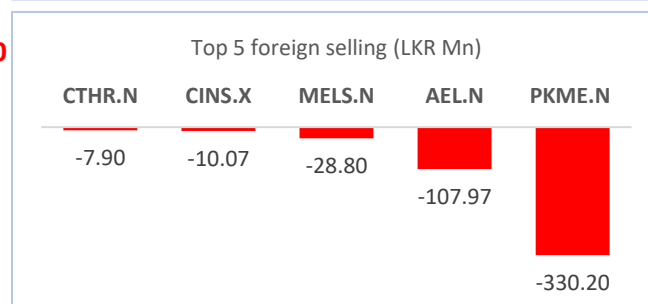 Top 5 foreign selling (LKR Mn)
CTHR.N CINS.X MELS.N AEL.N PKME.N
-7.90 -10.07 -28.80 -107.97 -330.20